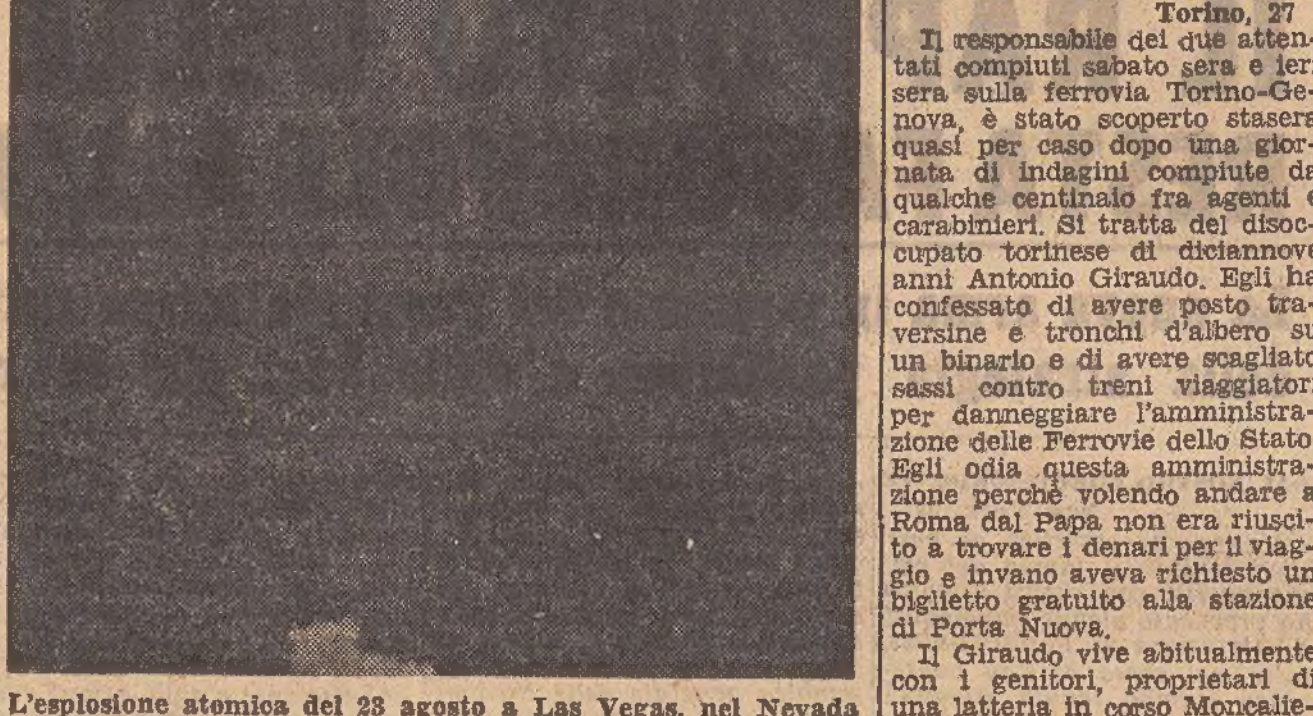 L'esplosione atomica del 23 agosto a Las Vegas, nel Nevada
Torino, 27
Il responsabile dei due atten-
tati compiuti sabato sera e ieri
sera sulla ferrovia Torino-Ge-
nova, è stato scoperto stasera
quasi per caso dopo una gior-
nata di indagini compiute da
qualche centinaio fra agenti e
carabinieri. Si tratta del disoc-
cupato torinese di diciannove
anni Antonio Giraudo. Egli ha
confessato di avere posto tra-
versine e tronchi d'albero su
un binario e di avere scagliato
sassi contro treni viaggiatori
per danneggiare l'amministra-
zione delle Ferrovie dello Stato.
Egli odia questa amministra-
zione perchè volendo andare a
Roma dal Papa non era riusci-
to a trovare i denari per il viag-
gio e invano aveva richiesto un
biglietto gratuito alla stazione
di Porta Nuova.
Il Giraudo vive abitualmente
con i genitori, proprietari di
una latteria in corso Moncalie-